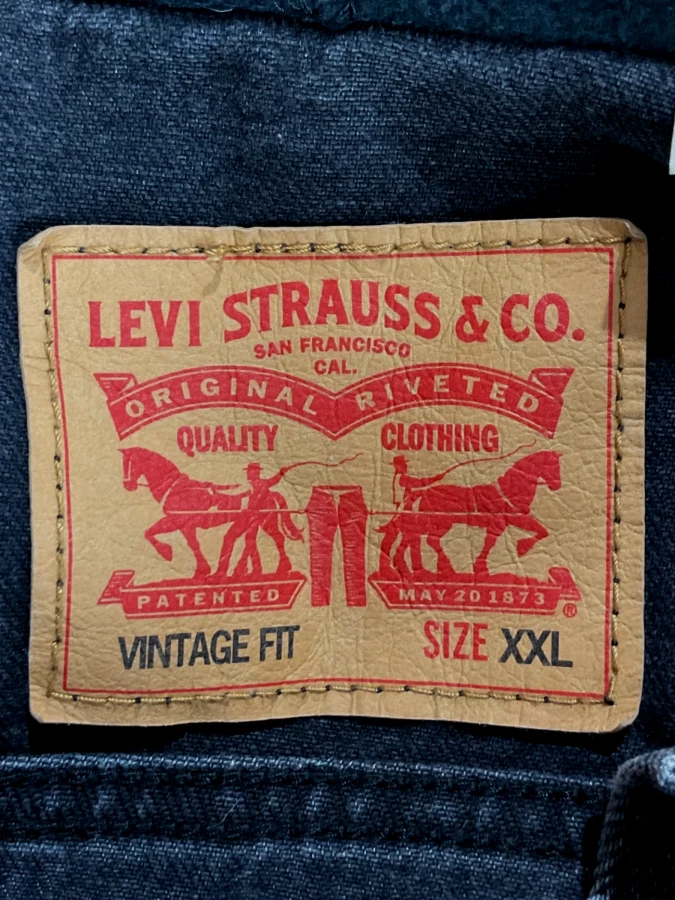 LEVI STRAUSS & CO.
SAN FRANCISCO
CAL.
ORIGINAL RIVETED
QUALITY CLOTHING
PATENTED MAY 20 1873 ®
VINTAGE FIT SIZE XXL